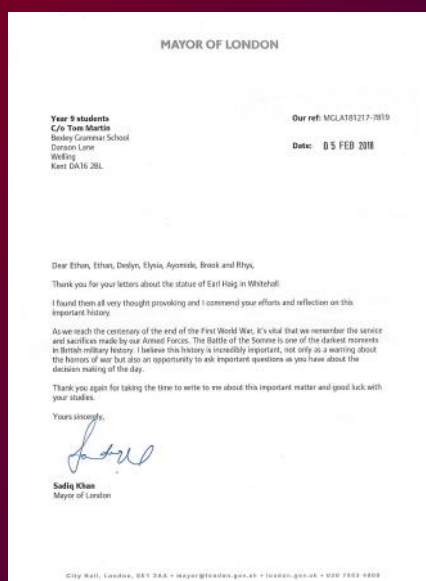 MAYOR OF LONDON
Year 9 students
C/o Tom Martin
Bexley Grammar School
Danson Lane
Welling
Kent DA16 2BL
Our ref: MGLA181217-7819
Date: 05 FEB 2018
Dear Ethan, Ethan, Deslyn, Elysia, Ayomide, Brook and Rhys,
Thank you for your letters about the statue of Earl Haig in Whitehall.
I found them all very thought provoking and I commend your efforts and reflection on this
important history.
As we reach the centenary of the end of the First World War, it's vital that we remember the service
and sacrifices made by our Armed Forces. The Battle of the Somme is one of the darkest moments
in British military history. I believe this history is incredibly important, not only as a warning about
the horrors of war but also an opportunity to ask important questions as you have about the
decision making of the day.
Thank you again for taking the time to write to me about this important matter and good luck with
your studies.
Yours sincerely,
Sadiq Khan
Mayor of London
City Hall, London, SE1 2AA • mayor@london.gov.uk • london.gov.uk • 020 7983 4000